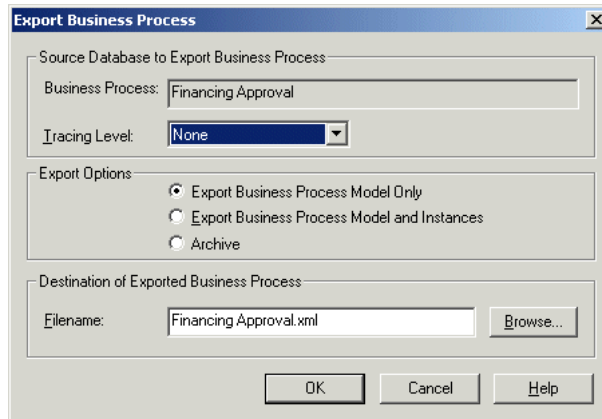 Export Business Process
Source Database to Export Business Process
Business Process: Financing Approval
Tracing Level: None
Export Options
Export Business Process Model Only
Export Business Process Model and Instances
Archive
Destination of Exported Business Process
Filename: Financing Approval.xml Browse...
OK Cancel Help